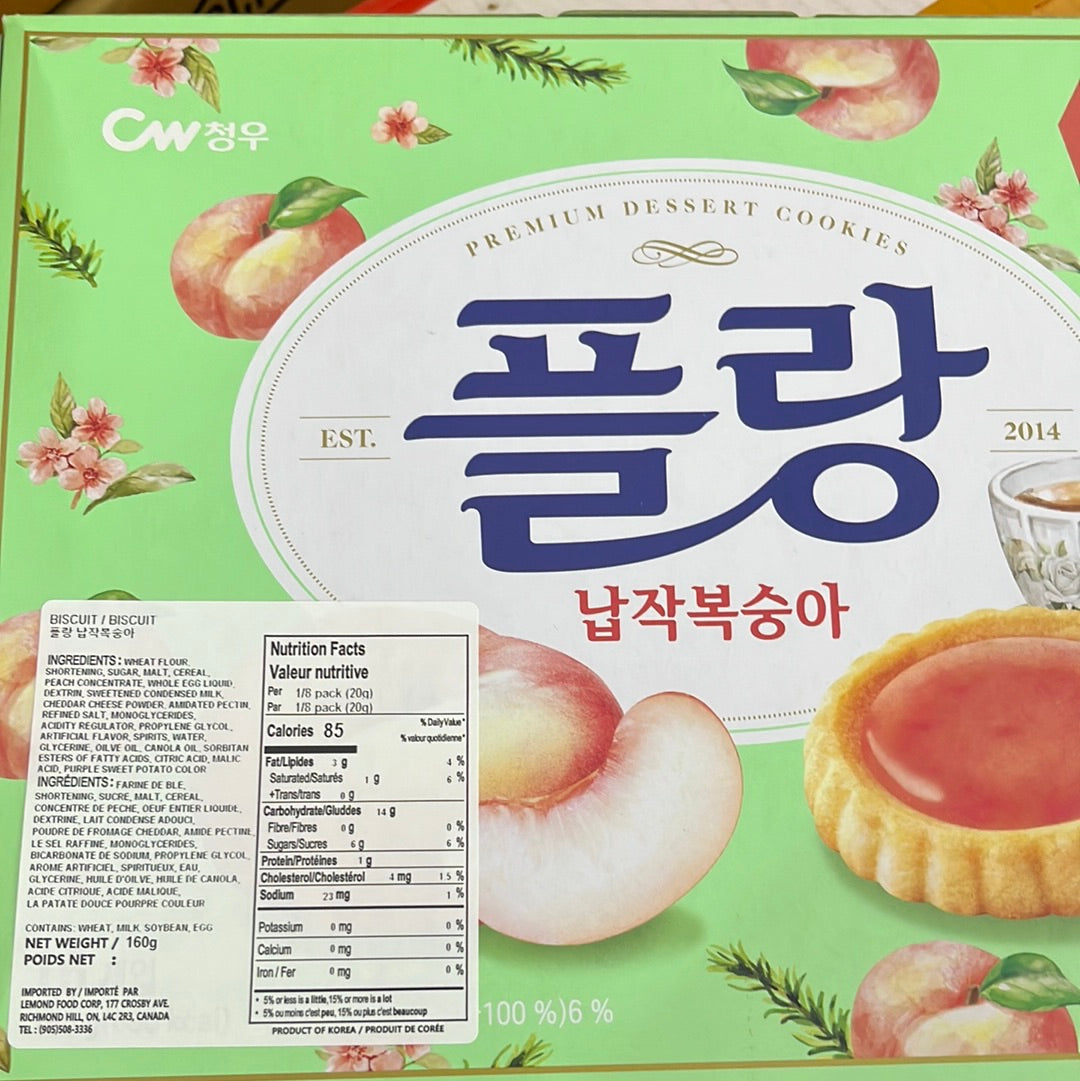 CW청우
PREMIUM DESSERT COOKIES
플랑
EST.
2014
납작복숭아
100 %)6 %
BISCUIT / BISCUIT
플랑 납작복숭아
INGREDIENTS: WHEAT FLOUR,
SHORTENING, SUGAR, MALT, CEREAL,
PEACH CONCENTRATE, WHOLE EGG LIQUID,
DEXTRIN, SWEETENED CONDENSED MILK,
CHEDDAR CHEESE POWDER, AMIDATED PECTIN,
REFINED SALT, MONOGLYCERIDES,
ACIDITY REGULATOR, PROPYLENE GLYCOL,
ARTIFICIAL FLAVOR, SPIRITS, WATER,
GLYCERINE, OILVE OIL, CANOLA OIL, SORBITAN
ESTERS OF FATTY ACIDS, CITRIC ACID, MALIC
ACID, PURPLE SWEET POTATO COLOR
INGRÉDIENTS: FARINE DE BLE,
SHORTENING, SUCRE, MALT, CEREAL,
CONCENTRE DE PECHE, OEUF ENTIER LIQUIDE,
DEXTRINE, LAIT CONDENSE ADOUCI,
POUDRE DE FROMAGE CHEDDAR, AMIDE PECTINE,
LE SEL RAFFINE, MONOGLYCERIDES,
BICARBONATE DE SODIUM, PROPYLENE GLYCOL,
AROME ARTIFICIEL, SPIRITUEUX, EAU,
GLYCERINE, HUILE D'OILVE, HUILE DE CANOLA,
ACIDE CITRIQUE, ACIDE MALIQUE,
LA PATATE DOUCE POURPRE COULEUR
CONTAINS: WHEAT, MILK, SOYBEAN, EGG
NET WEIGHT / 160g
POIDS NET :
IMPORTED BY / IMPORTÉ PAR
LEMOND FOOD CORP, 177 CROSBY AVE.
RICHMOND HILL, ON, L4C 2R3, CANADA
TEL : (905)508-3336
Nutrition Facts
Valeur nutritive
Per 1/8 pack (20g)
Par 1/8 pack (20g)
Calories 85
% Daily Value*
% valour quotidienne*
Fat/Lipides 3 g 4 %
Saturated/Saturés 1 g 6 %
+Trans/trans 0 g
Carbohydrate/Gluddes 14 g
Fibre/Fibres 0 g 0 %
Sugars/Sucres 6 g 6 %
Protein/Protéines 1 g
Cholesterol/Cholestérol 4 mg 15 %
Sodium 23 mg 1 %
Potassium 0 mg 0 %
Calcium 0 mg 0 %
Iron / Fer 0 mg 0 %
* 5% or less is a little, 15% or more is a lot
* 5% ou moins c'est peu, 15% ou plus c'est beaucoup
PRODUCT OF KOREA / PRODUIT DE CORÉE